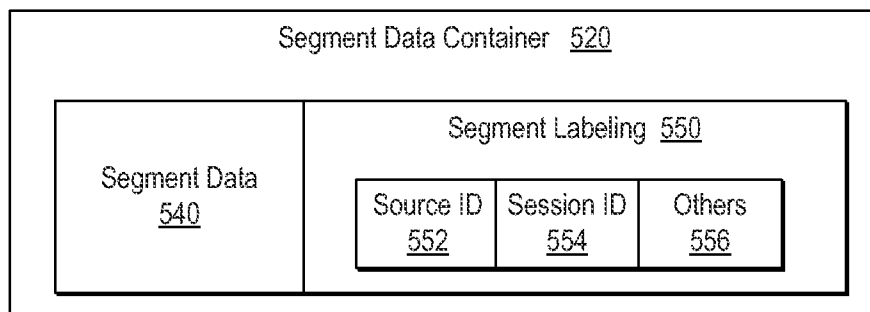 Segment Data Container 520
Segment Data
540
Segment Labeling 550
Source ID
552
Session ID
554
Others
556